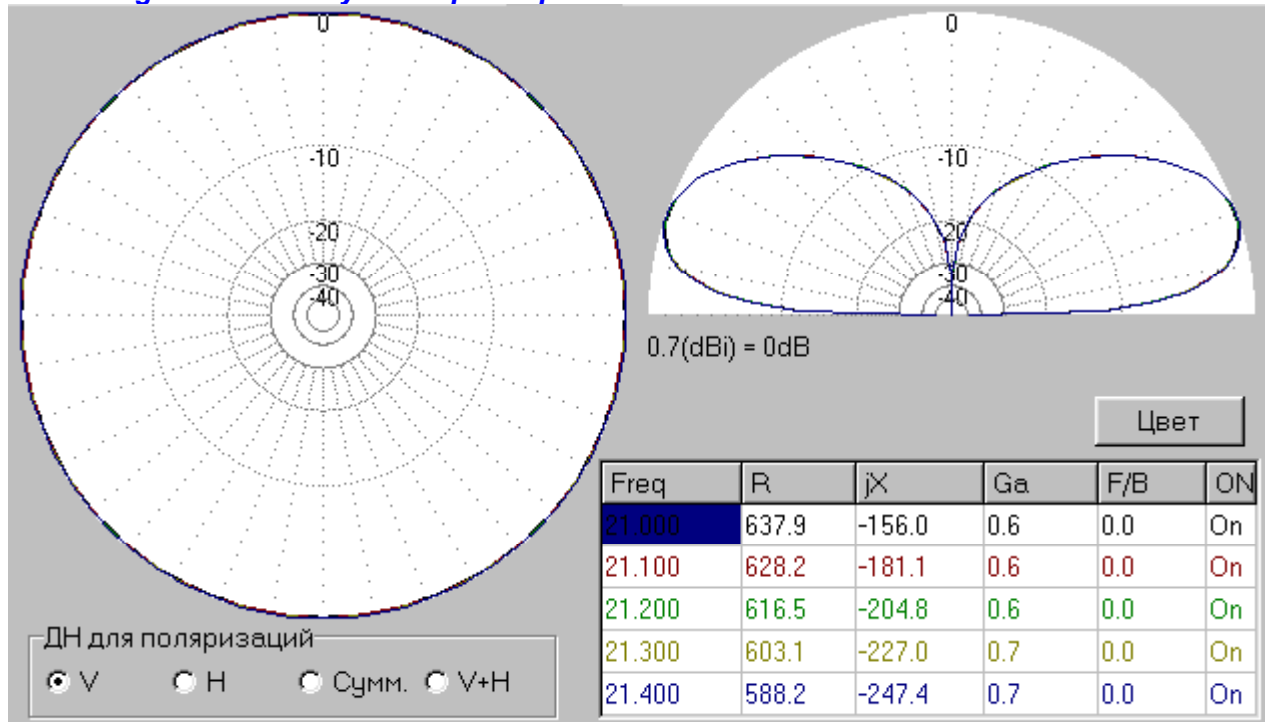 0
-10
-20
-30
-40
0
-10
-20
-30
-40
0.7(dBi) = 0dB
Цвет
Freq R jX Ga F/B ON
21.000 637.9 -156.0 0.6 0.0 On
21.100 628.2 -181.1 0.6 0.0 On
21.200 616.5 -204.8 0.6 0.0 On
21.300 603.1 -227.0 0.7 0.0 On
21.400 588.2 -247.4 0.7 0.0 On
ДН для поляризаций
V H Сумм. V+H